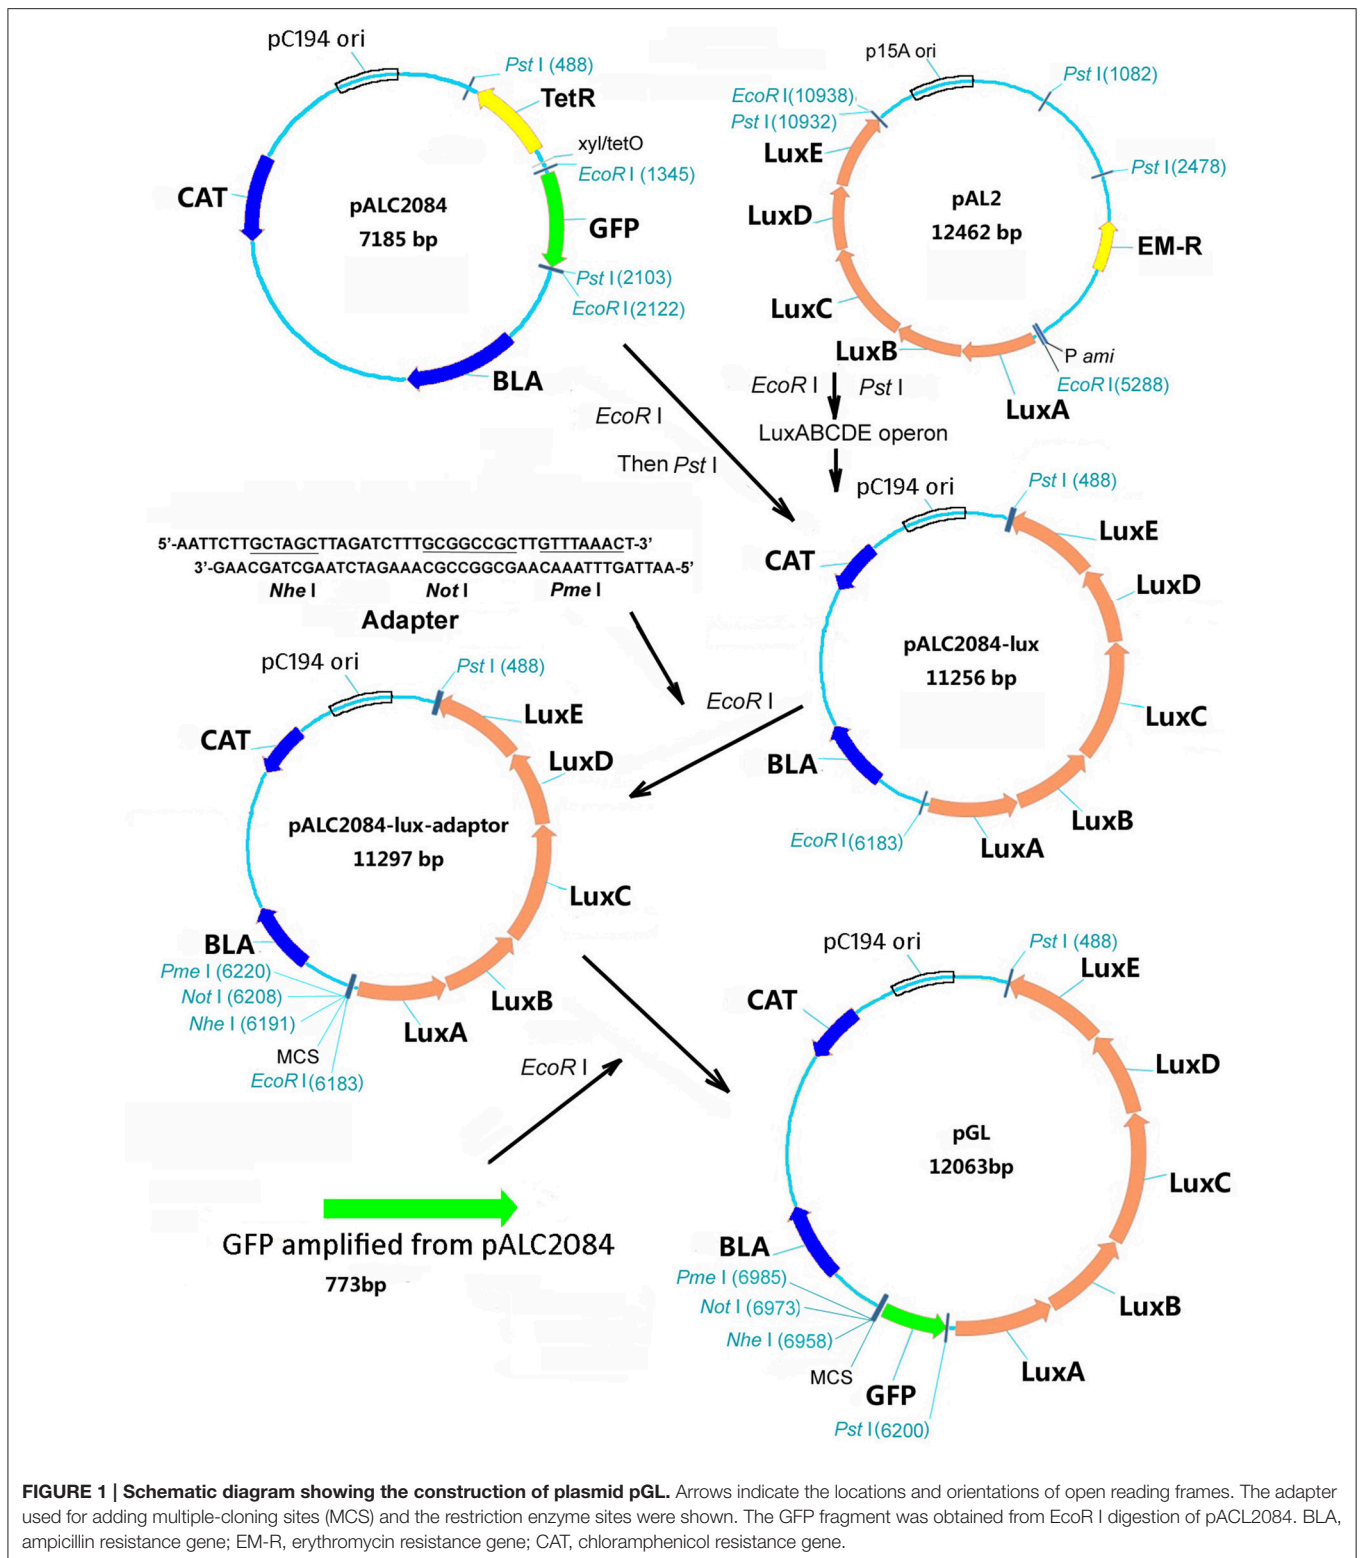 pC194 ori
Pst I (488)
TetR
xyl/tetO
EcoR I (1345)
CAT
pALC2084
7185 bp
GFP
Pst I (2103)
EcoR I (2122)
BLA
p15A ori
Pst I (1082)
EcoR I (10938)
Pst I (10932)
LuxE
Pst I (2478)
LuxD
pAL2
12462 bp
EM-R
LuxC
LuxB
P ami
EcoR I (5288)
LuxA
EcoR I
Then Pst I
EcoR I Pst I
LuxABCDE operon
5’-AATTCTTGCTAGCTTAGATCTTTGCGGCCGCTTGTTTAAACT-3’
3’-GAACGATCGAATCTAGAAACGCCGGCGAACAAATTTGATTAA-5’
Nhe I Not I Pme I
Adapter
pC194 ori
Pst I (488)
LuxE
CAT
LuxD
pALC2084-lux
11256 bp
LuxC
BLA
LuxB
EcoR I (6183)
LuxA
EcoR I
pC194 ori
Pst I (488)
LuxE
CAT
LuxD
pALC2084-lux-adaptor
11297 bp
LuxC
BLA
Pme I (6220)
Not I (6208)
LuxB
Nhe I (6191)
LuxA
MCS
EcoR I (6183)
EcoR I
GFP amplified from pALC2084
773bp
pC194 ori
Pst I (488)
LuxE
CAT
LuxD
pGL
12063bp
LuxC
BLA
Pme I (6985)
Not I (6973)
LuxB
Nhe I (6958)
MCS
LuxA
GFP
Pst I (6200)
FIGURE 1 | Schematic diagram showing the construction of plasmid pGL. Arrows indicate the locations and orientations of open reading frames. The adapter
used for adding multiple-cloning sites (MCS) and the restriction enzyme sites were shown. The GFP fragment was obtained from EcoR I digestion of pACL2084. BLA,
ampicillin resistance gene; EM-R, erythromycin resistance gene; CAT, chloramphenicol resistance gene.